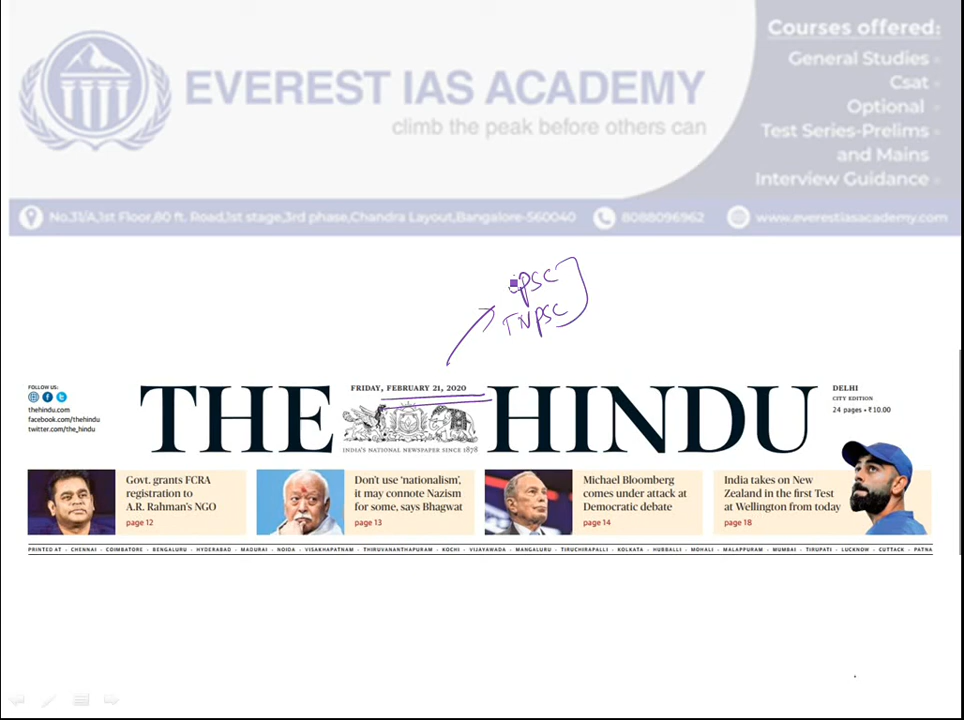 EVEREST IAS ACADEMY
climb the peak before others can
Courses offered:
General Studies
Csat
Optional
Test Series-Prelims
and Mains
Interview Guidance
No.31/A,1st Floor,80 ft. Road,1st stage,3rd phase,Chandra Layout,Bangalore-560040
8088096962
www.everestiasacademy.com
upsc
TNPSC
FOLLOW US:
thehindu.com
facebook.com/thehindu
twitter.com/the_hindu
FRIDAY, FEBRUARY 21, 2020
THE HINDU
INDIA'S NATIONAL NEWSPAPER SINCE 1878
DELHI
CITY EDITION
24 pages • ₹10.00
Govt. grants FCRA
registration to
A.R. Rahman's NGO
page 12
Don't use 'nationalism',
it may connote Nazism
for some, says Bhagwat
page 13
Michael Bloomberg
comes under attack at
Democratic debate
page 14
India takes on New
Zealand in the first Test
at Wellington from today
page 18
PRINTED AT • CHENNAI • COIMBATORE • BENGALURU • HYDERABAD • MADURAI • NOIDA • VISAKHAPATNAM • THIRUVANANTHAPURAM • KOCHI • VIJAYAWADA • MANGALURU • TIRUCHIRAPALLI • KOLKATA • HUBBALLI • MOHALI • MALAPPURAM • MUMBAI • TIRUPATI • LUCKNOW • CUTTACK • PATNA